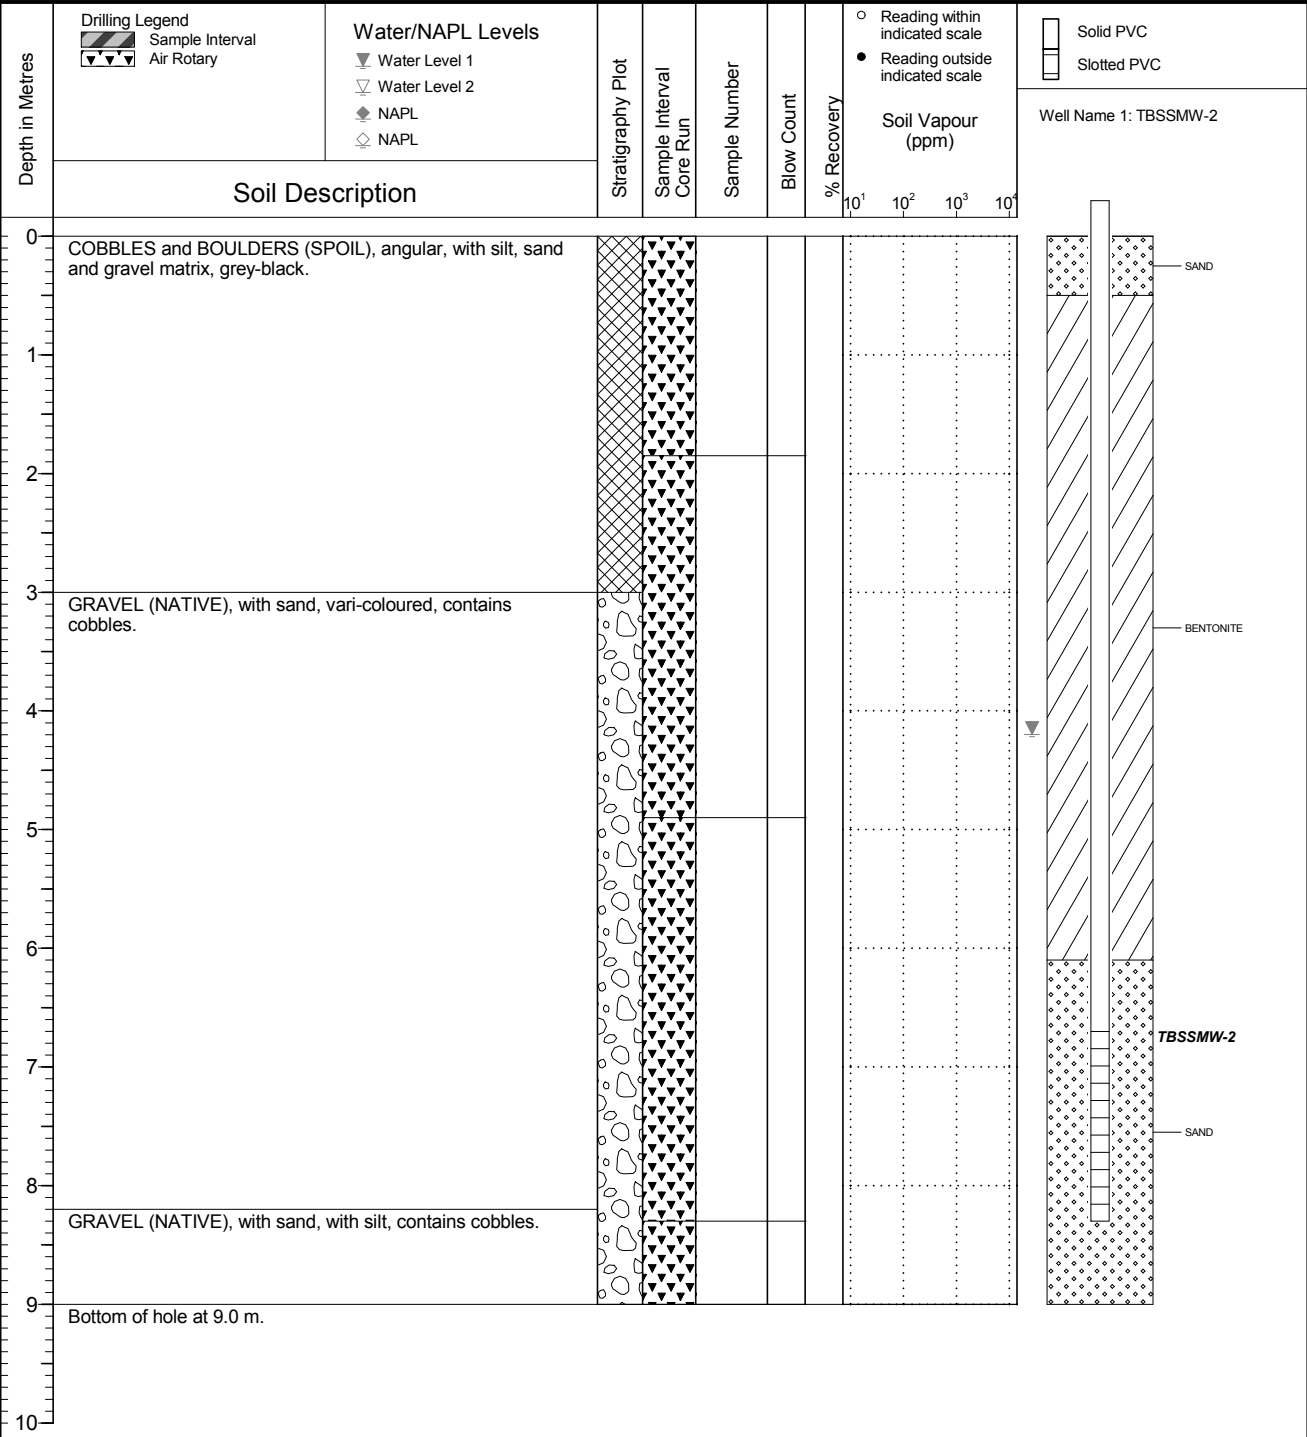 Depth in Metres
Drilling Legend
Sample Interval
Air Rotary
Water/NAPL Levels
Water Level 1
Water Level 2
NAPL
NAPL
Soil Description
Stratigraphy Plot
Sample Interval
Core Run
Sample Number
Blow Count
% Recovery
Reading within
indicated scale
Reading outside
indicated scale
Soil Vapour
(ppm)
10¹ 10² 10³ 10⁴
Solid PVC
Slotted PVC
Well Name 1: TBSSMW-2
0
COBBLES and BOULDERS (SPOIL), angular, with silt, sand
and gravel matrix, grey-black.
SAND
1
2
3
GRAVEL (NATIVE), with sand, vari-coloured, contains
cobbles.
BENTONITE
4
5
6
TBSSMW-2
7
SAND
8
GRAVEL (NATIVE), with sand, with silt, contains cobbles.
9
Bottom of hole at 9.0 m.
10